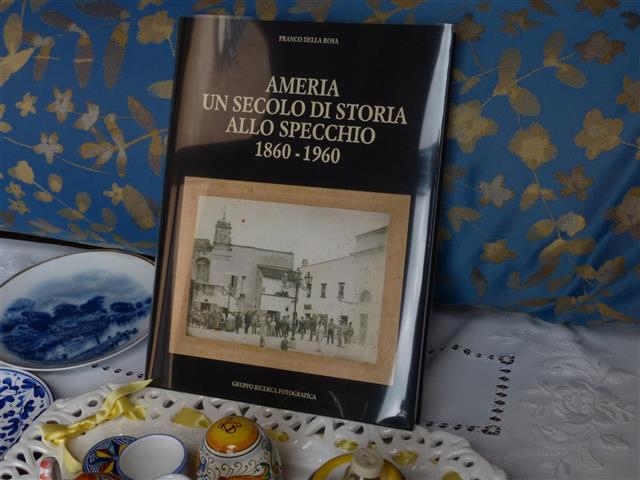 FRANCO DELLA ROSA
AMERIA
UN SECOLO DI STORIA
ALLO SPECCHIO
1860 - 1960
GRUPPO RICERCA FOTOGRAFICA